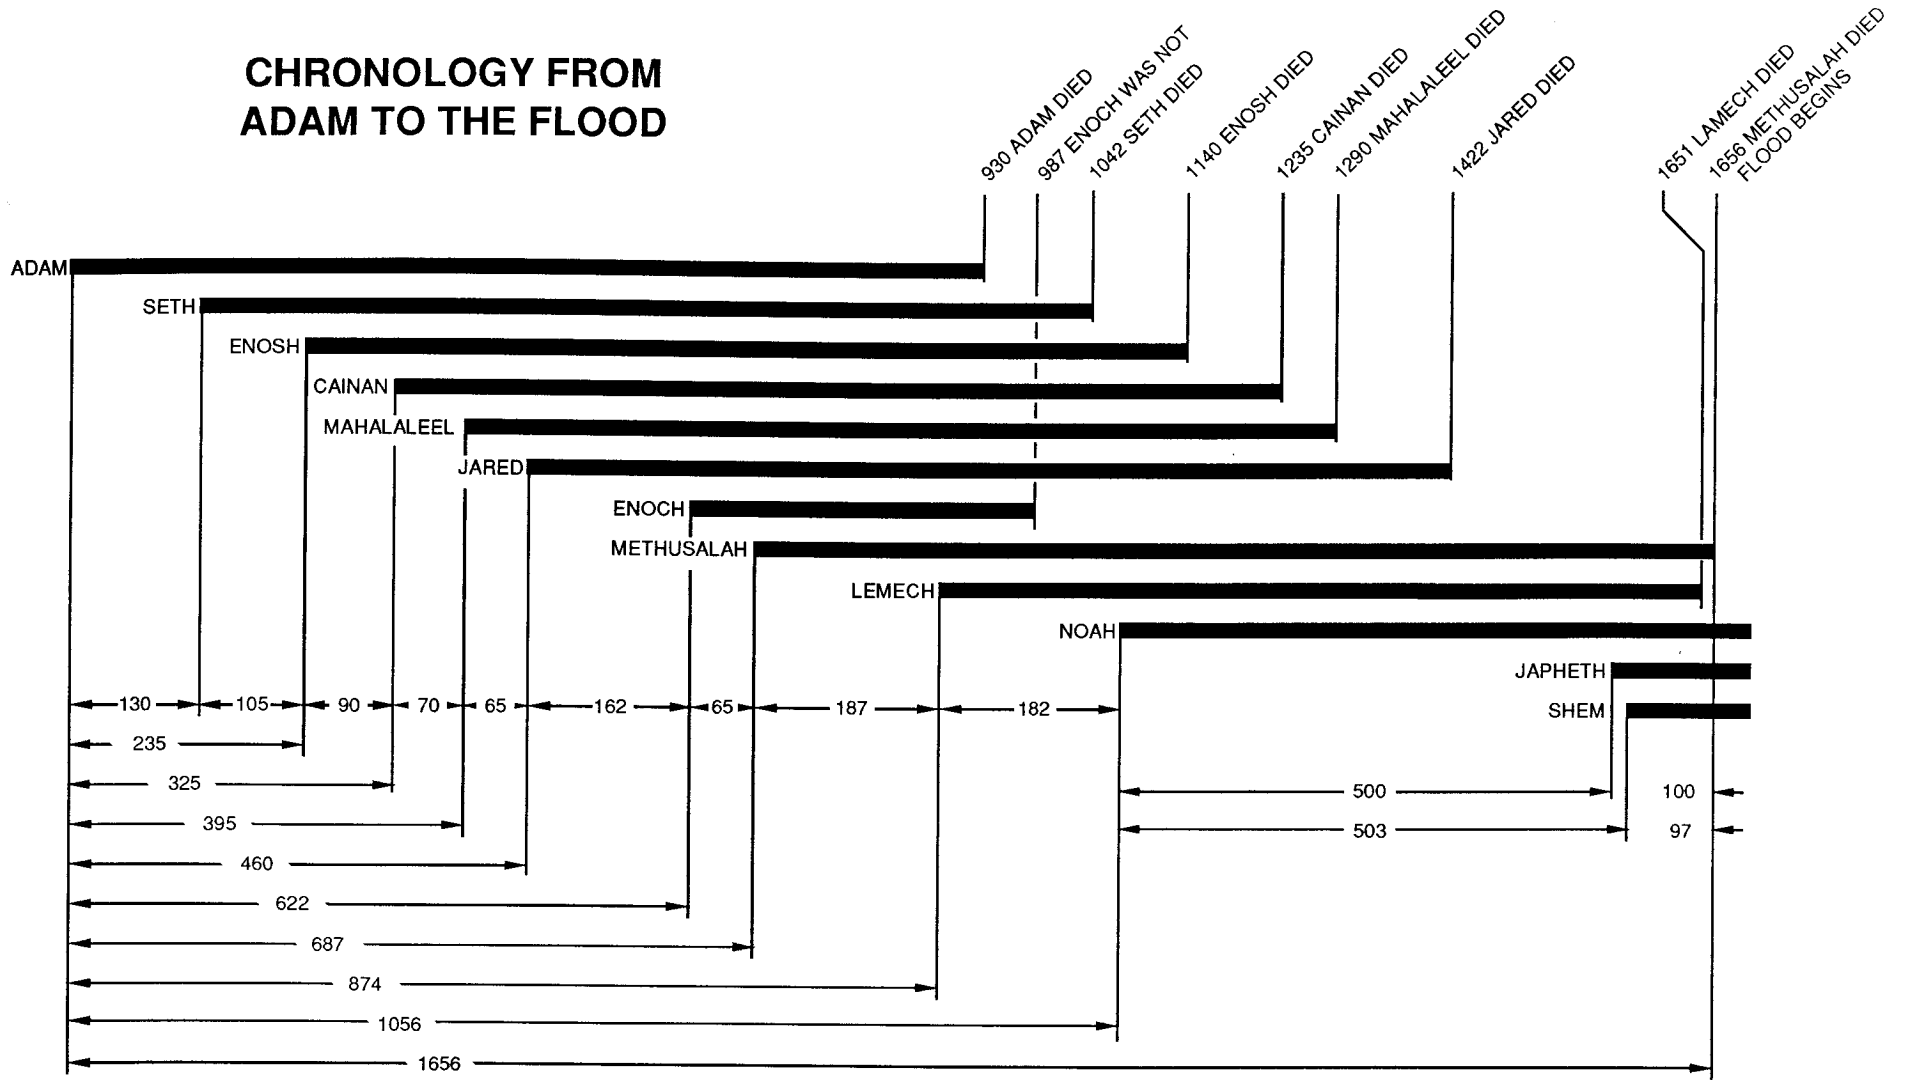 CHRONOLOGY FROM
ADAM TO THE FLOOD
930 ADAM DIED
987 ENOCH WAS NOT
1042 SETH DIED
1140 ENOSH DIED
1235 CAINAN DIED
1290 MAHALALEEL DIED
1422 JARED DIED
1651 LAMECH DIED
1656 METHUSALAH DIED
FLOOD BEGINS
ADAM
SETH
ENOSH
CAINAN
MAHALALEEL
JARED
ENOCH
METHUSALAH
LEMECH
NOAH
JAPHETH
SHEM
130 105 90 70 65 162 65 187 182
235
325
500 100
395
503 97
460
622
687
874
1056
1656